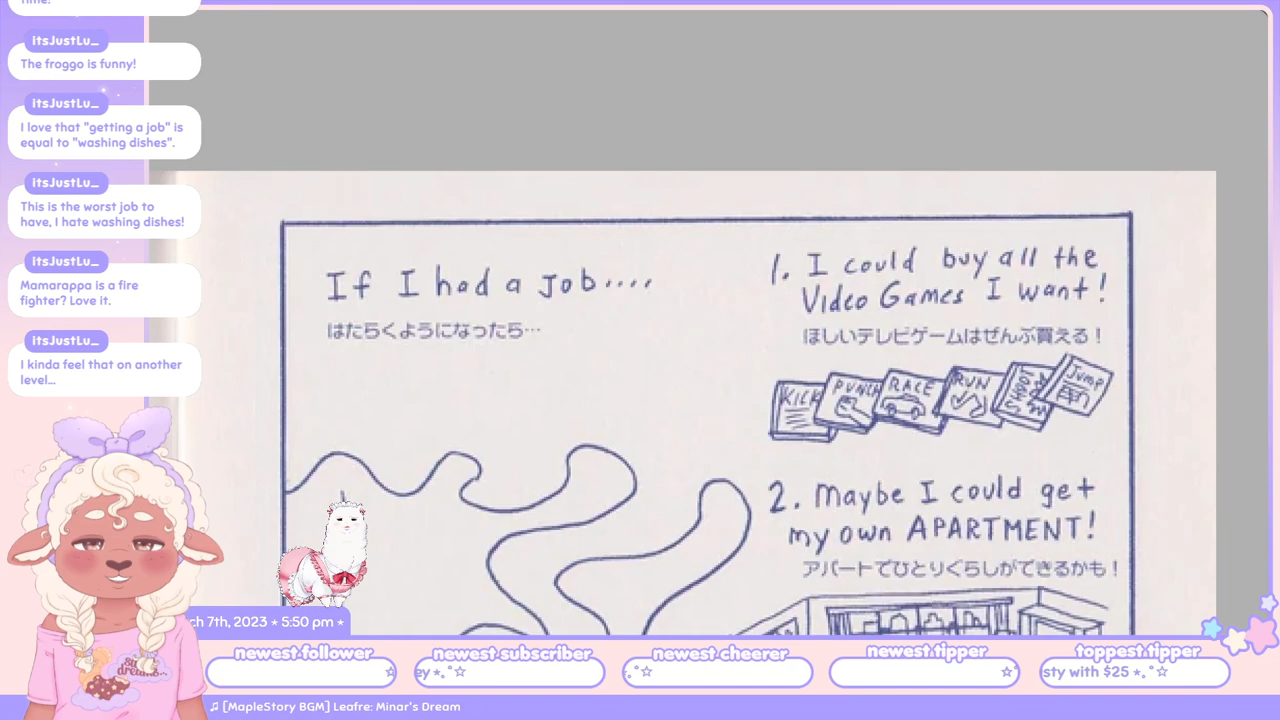 time!
itsJustLu_
The froggo is funny!
itsJustLu_
I love that "getting a job" is
equal to "washing dishes".
itsJustLu_
This is the worst job to
have, I hate washing dishes!
itsJustLu_
Mamarappa is a fire
fighter? Love it.
itsJustLu_
I kinda feel that on another
level...
If I had a Job....
はたらくようになったら…
1. I could buy all the
Video Games I want!
ほしいテレビゲームはぜんぶ買える！
KICK
PUNCH
RACE
RUN
SHOOT
Jump
2. Maybe I could get
my own APARTMENT!
アパートでひとりぐらしができるかも！
ch 7th, 2023 ⋆ 5:50 pm ⋆
newest follower
newest subscriber
newest cheerer
newest tipper
toppest tipper
☆
ey ⋆.˚☆
.˚☆
☆
sty with $25 ⋆.˚☆
♫ [MapleStory BGM] Leafre: Minar's Dream